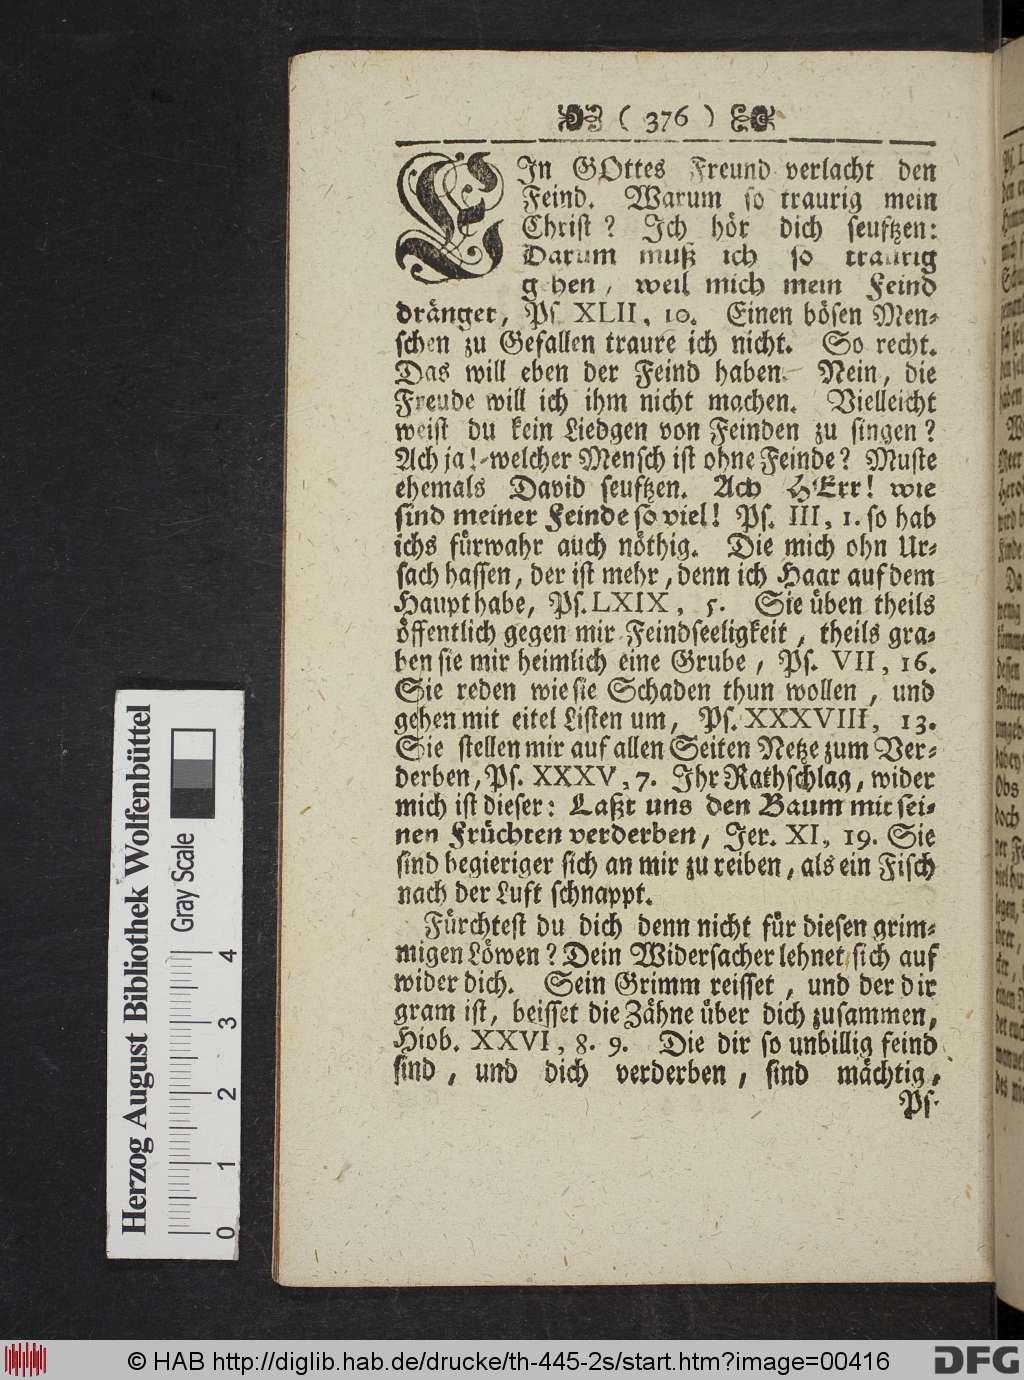 ( 376 )
EIn GOttes Freund verlacht den
Feind. Warum so traurig mein
Christ? Ich hör dich seuftzen:
Darum muß ich so traurig
g hen, weil mich mein Feind
dränget, Ps XLII, 10. Einen bösen Men-
schen zu Gefallen traure ich nicht. So recht.
Das will eben der Feind haben. Nein, die
Freude will ich ihm nicht machen. Vielleicht
weist du kein Liedgen von Feinden zu singen?
Ach ja! welcher Mensch ist ohne Feinde? Muste
ehemals David seuftzen. Ach HErr! wie
sind meiner Feinde so viel! Ps. III, 1. so hab
ichs fürwahr auch nöthig. Die mich ohn Ur-
sach hassen, der ist mehr, denn ich Haar auf dem
Haupt habe, Ps. LXIX, 5. Sie üben theils
öffentlich gegen mir Feindseeligkeit, theils gra-
ben sie mir heimlich eine Grube, Ps. VII, 16.
Sie reden wie sie Schaden thun wollen, und
gehen mit eitel Listen um, Ps. XXXVIII, 13.
Sie stellen mir auf allen Seiten Netze zum Ver-
derben, Ps. XXXV, 7. Ihr Rathschlag, wider
mich ist dieser: Laßt uns den Baum mit sei-
nen Früchten verderben, Jer. XI, 19. Sie
sind begieriger sich an mir zu reiben, als ein Fisch
nach der Luft schnappt.
Fürchtest du dich denn nicht für diesen grim-
migen Löwen? Dein Widersacher lehnet sich auf
wider dich. Sein Grimm reisset, und der dir
gram ist, beisset die Zähne über dich zusammen,
Hiob. XXVI, 8. 9. Die dir so unbillig feind
sind, und dich verderben, sind mächtig,
Ps.
Herzog August Bibliothek Wolfenbüttel
Gray Scale
0 1 2 3 4
© HAB http://diglib.hab.de/drucke/th-445-2s/start.htm?image=00416
DFG